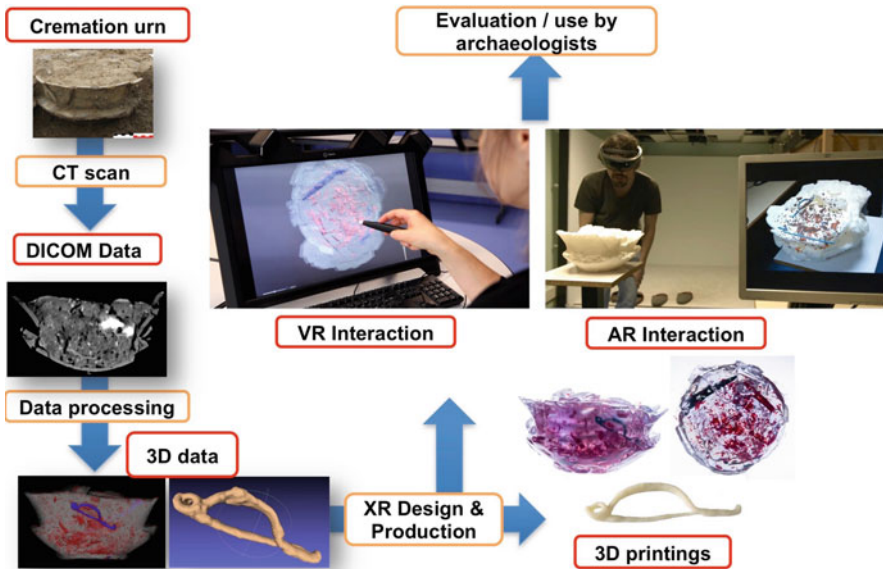 Cremation urn
CT scan
DICOM Data
Data processing
3D data
XR Design &
Production
Evaluation / use by
archaeologists
VR Interaction
AR Interaction
3D printings